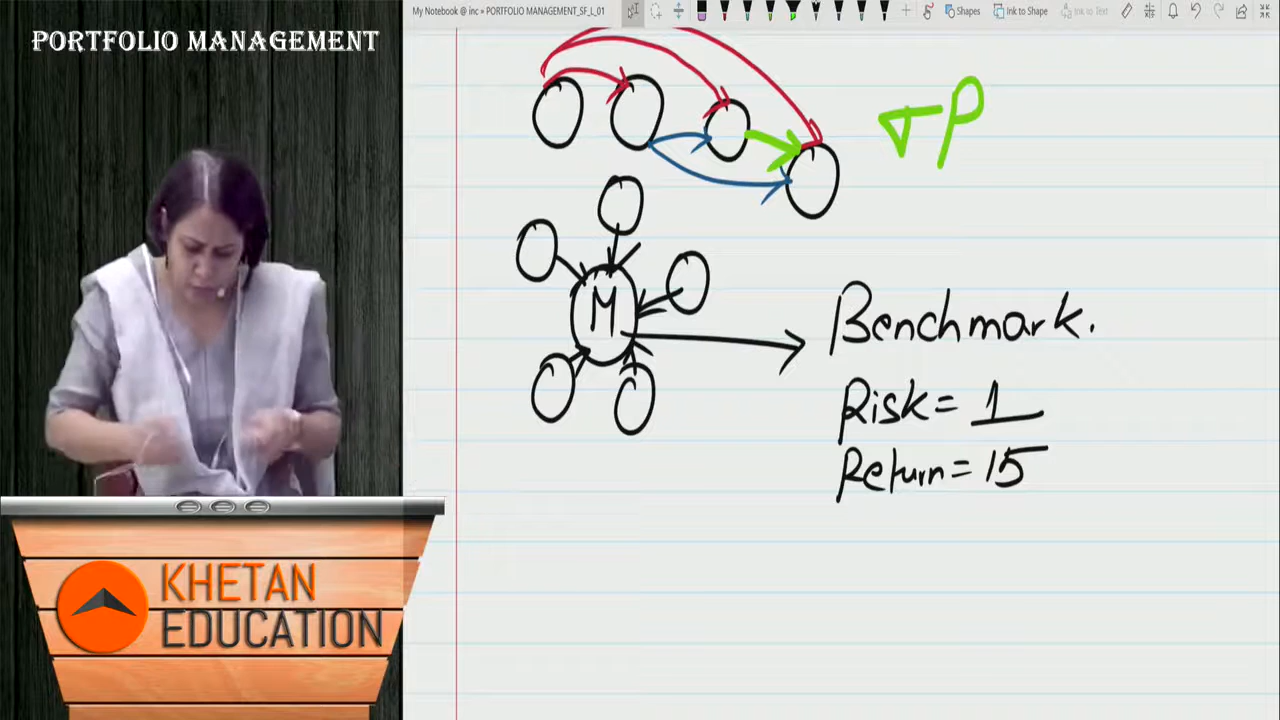 My Notebook @ inc » PORTFOLIO MANAGEMENT_SF_L_01
Shapes
Ink to Shape
Ink to Text
PORTFOLIO MANAGEMENT
σP
M
Benchmark.
Risk = 1
Return = 15
KHETAN
EDUCATION